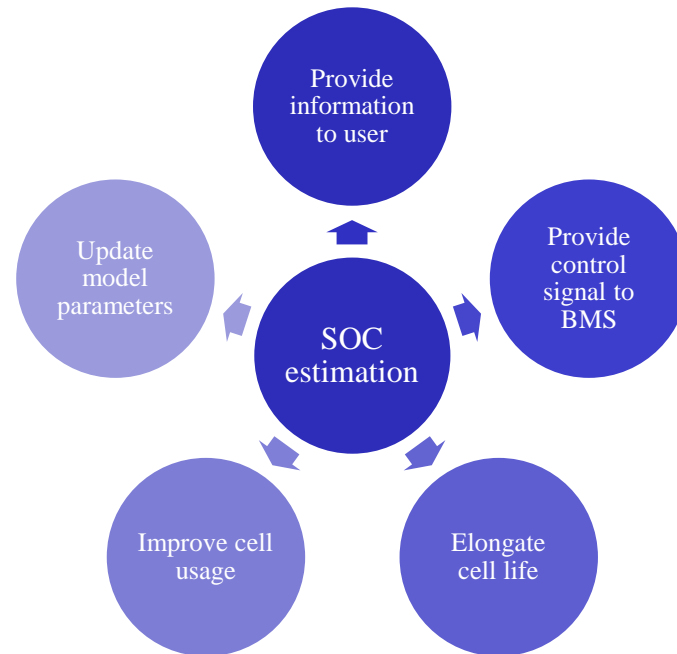 Provide
information
to user
Update
model
parameters
Provide
control
signal to
BMS
SOC
estimation
Improve cell
usage
Elongate
cell life